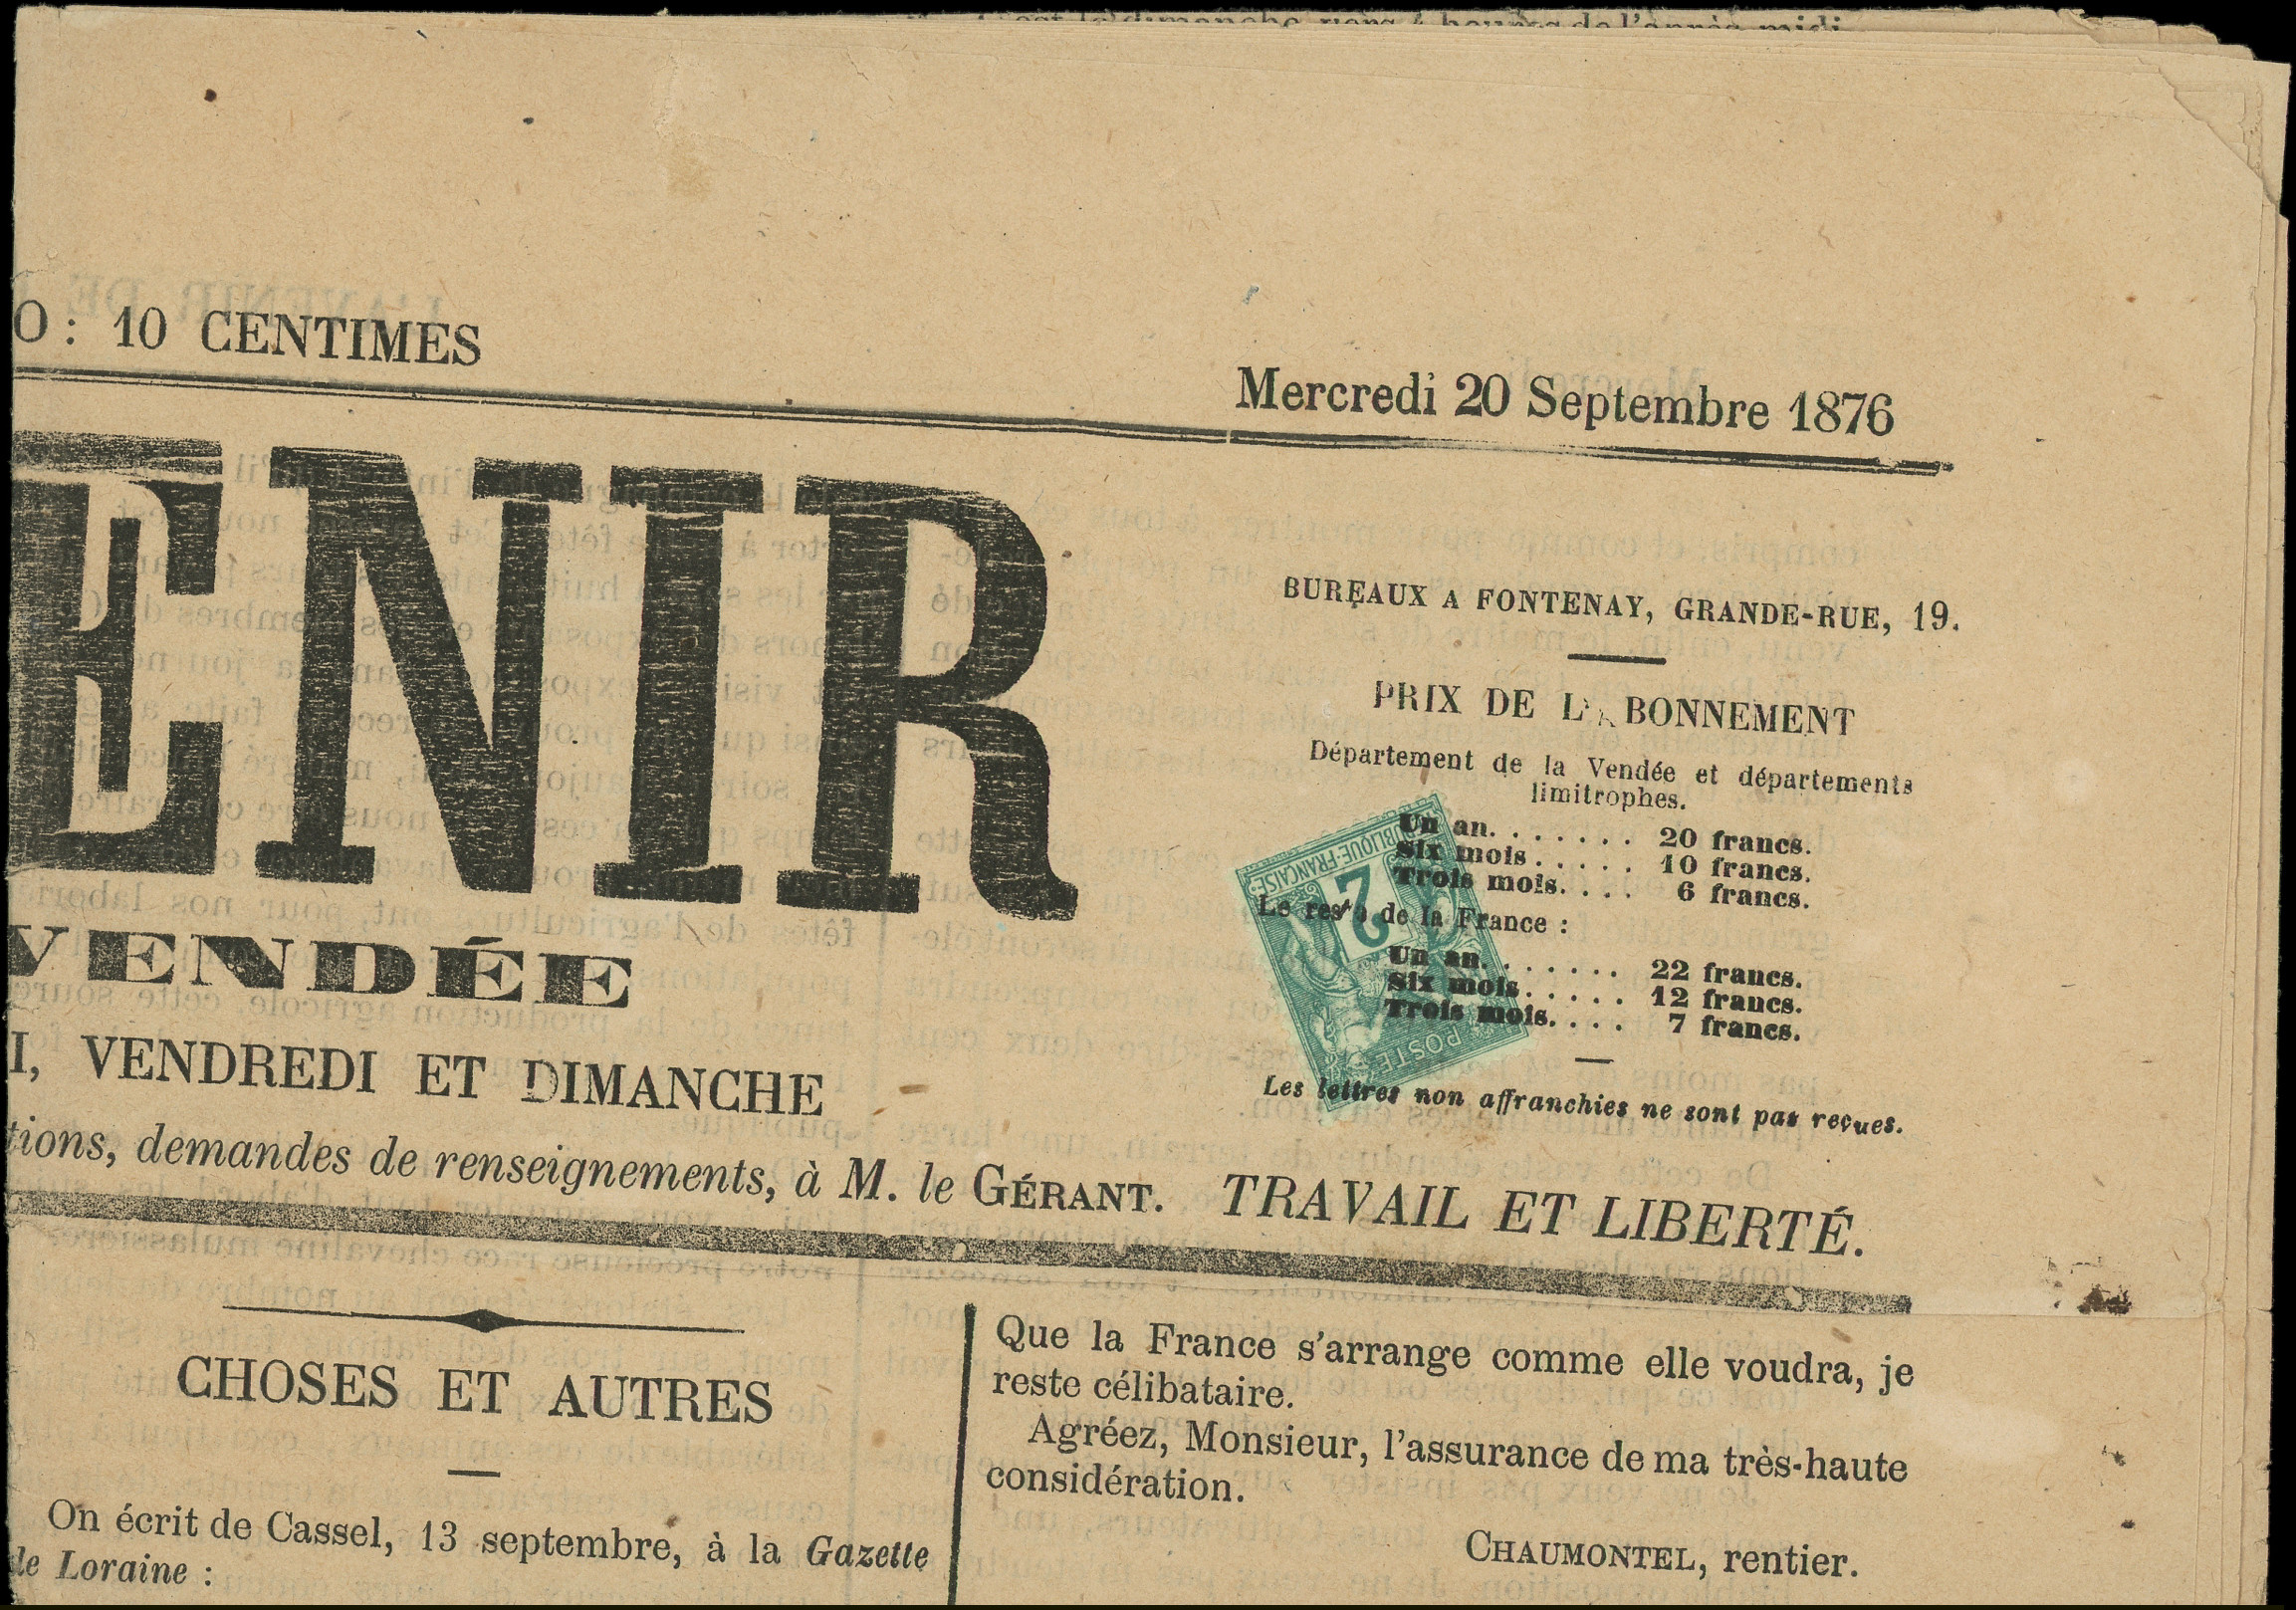 O : 10 CENTIMES
Mercredi 20 Septembre 1876
ENIR
VENDÉE
I, VENDREDI ET DIMANCHE
tions, demandes de renseignements, à M. le GÉRANT.
BUREAUX A FONTENAY, GRANDE-RUE, 19.
PRIX DE L'ABONNEMENT
Département de la Vendée et départements
limitrophes.
Un an. . . . . . . 20 francs.
Six mois . . . . . 10 francs.
Trois mois. . . . 6 francs.
Le reste de la France :
Un an. . . . . . . 22 francs.
Six mois . . . . . 12 francs.
Trois mois. . . . 7 francs.
Les lettres non affranchies ne sont pas reçues.
TRAVAIL ET LIBERTÉ.
POSTE
2
PUBLIQUE-FRANÇAISE
CHOSES ET AUTRES
On écrit de Cassel, 13 septembre, à la Gazette
de Loraine :
Que la France s'arrange comme elle voudra, je
reste célibataire.
Agréez, Monsieur, l'assurance de ma très-haute
considération.
CHAUMONTEL, rentier.